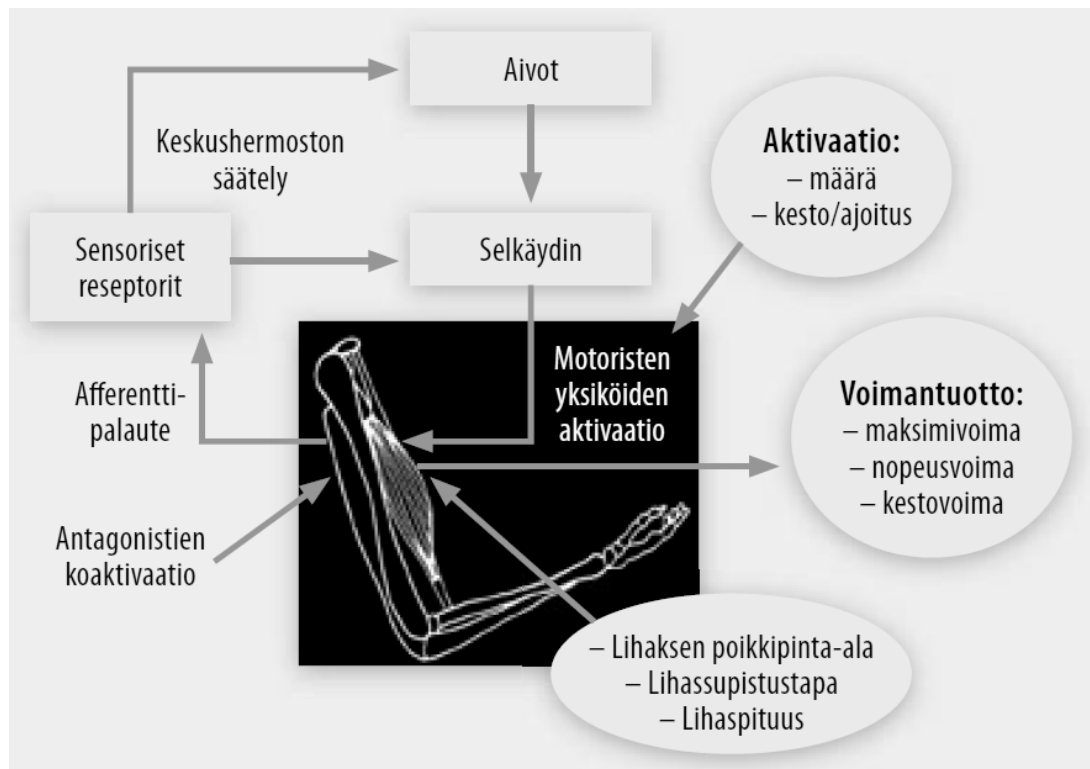 Aivot
Keskushermoston
säätely
Aktivaatio:
– määrä
– kesto/ajoitus
Sensoriset
reseptorit
Selkäydin
Motoristen
yksiköiden
aktivaatio
Afferentti-
palaute
Voimantuotto:
– maksimivoima
– nopeusvoima
– kestovoima
Antagonistien
koaktivaatio
– Lihaksen poikkipinta-ala
– Lihassupistustapa
– Lihaspituus